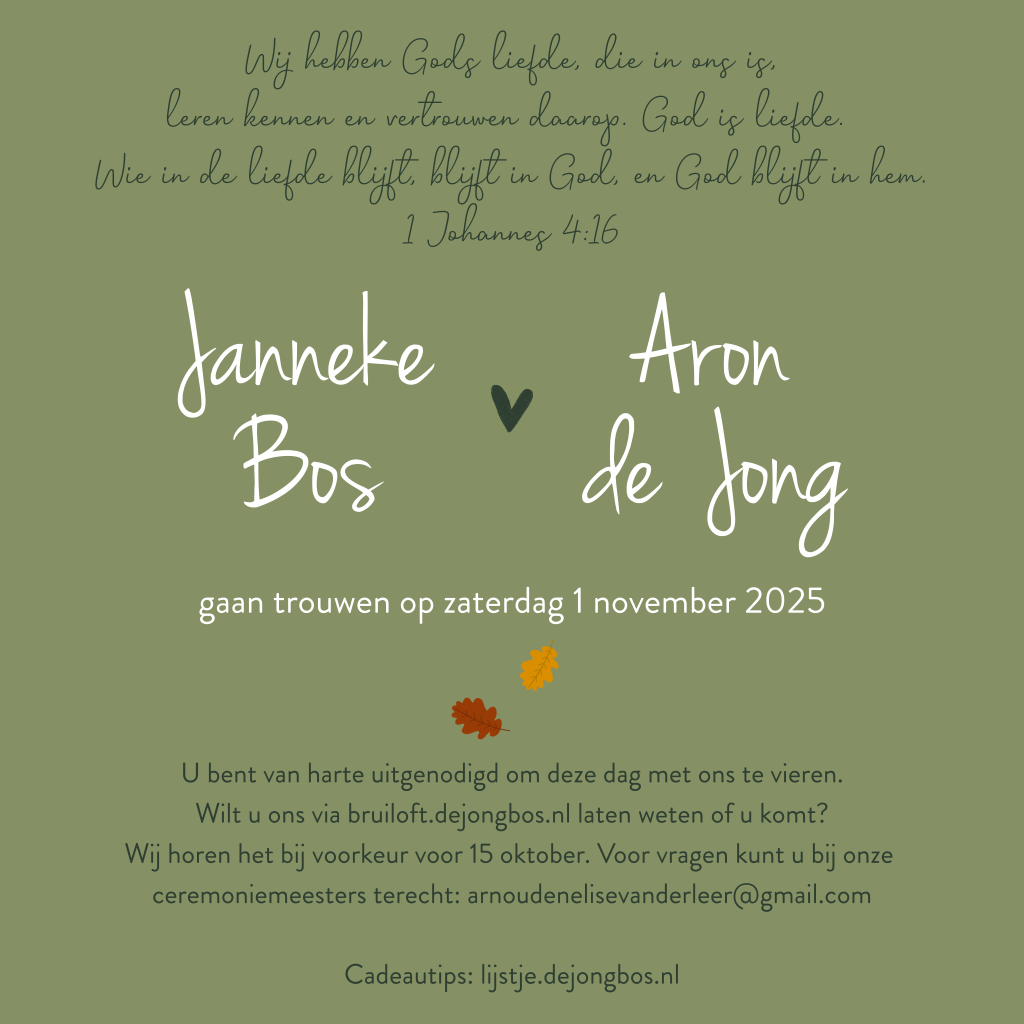 Wij hebben Gods liefde, die in ons is,
leren kennen en vertrouwen daarop. God is liefde.
Wie in de liefde blijft, blijft in God, en God blijft in hem.
1 Johannes 4:16
Janneke Bos
Aron de Jong
gaan trouwen op zaterdag 1 november 2025
U bent van harte uitgenodigd om deze dag met ons te vieren.
Wilt u ons via bruiloft.dejongbos.nl laten weten of u komt?
Wij horen het bij voorkeur voor 15 oktober. Voor vragen kunt u bij onze
ceremoniemeesters terecht: arnoudenelisevanderleer@gmail.com
Cadeautips: lijstje.dejongbos.nl